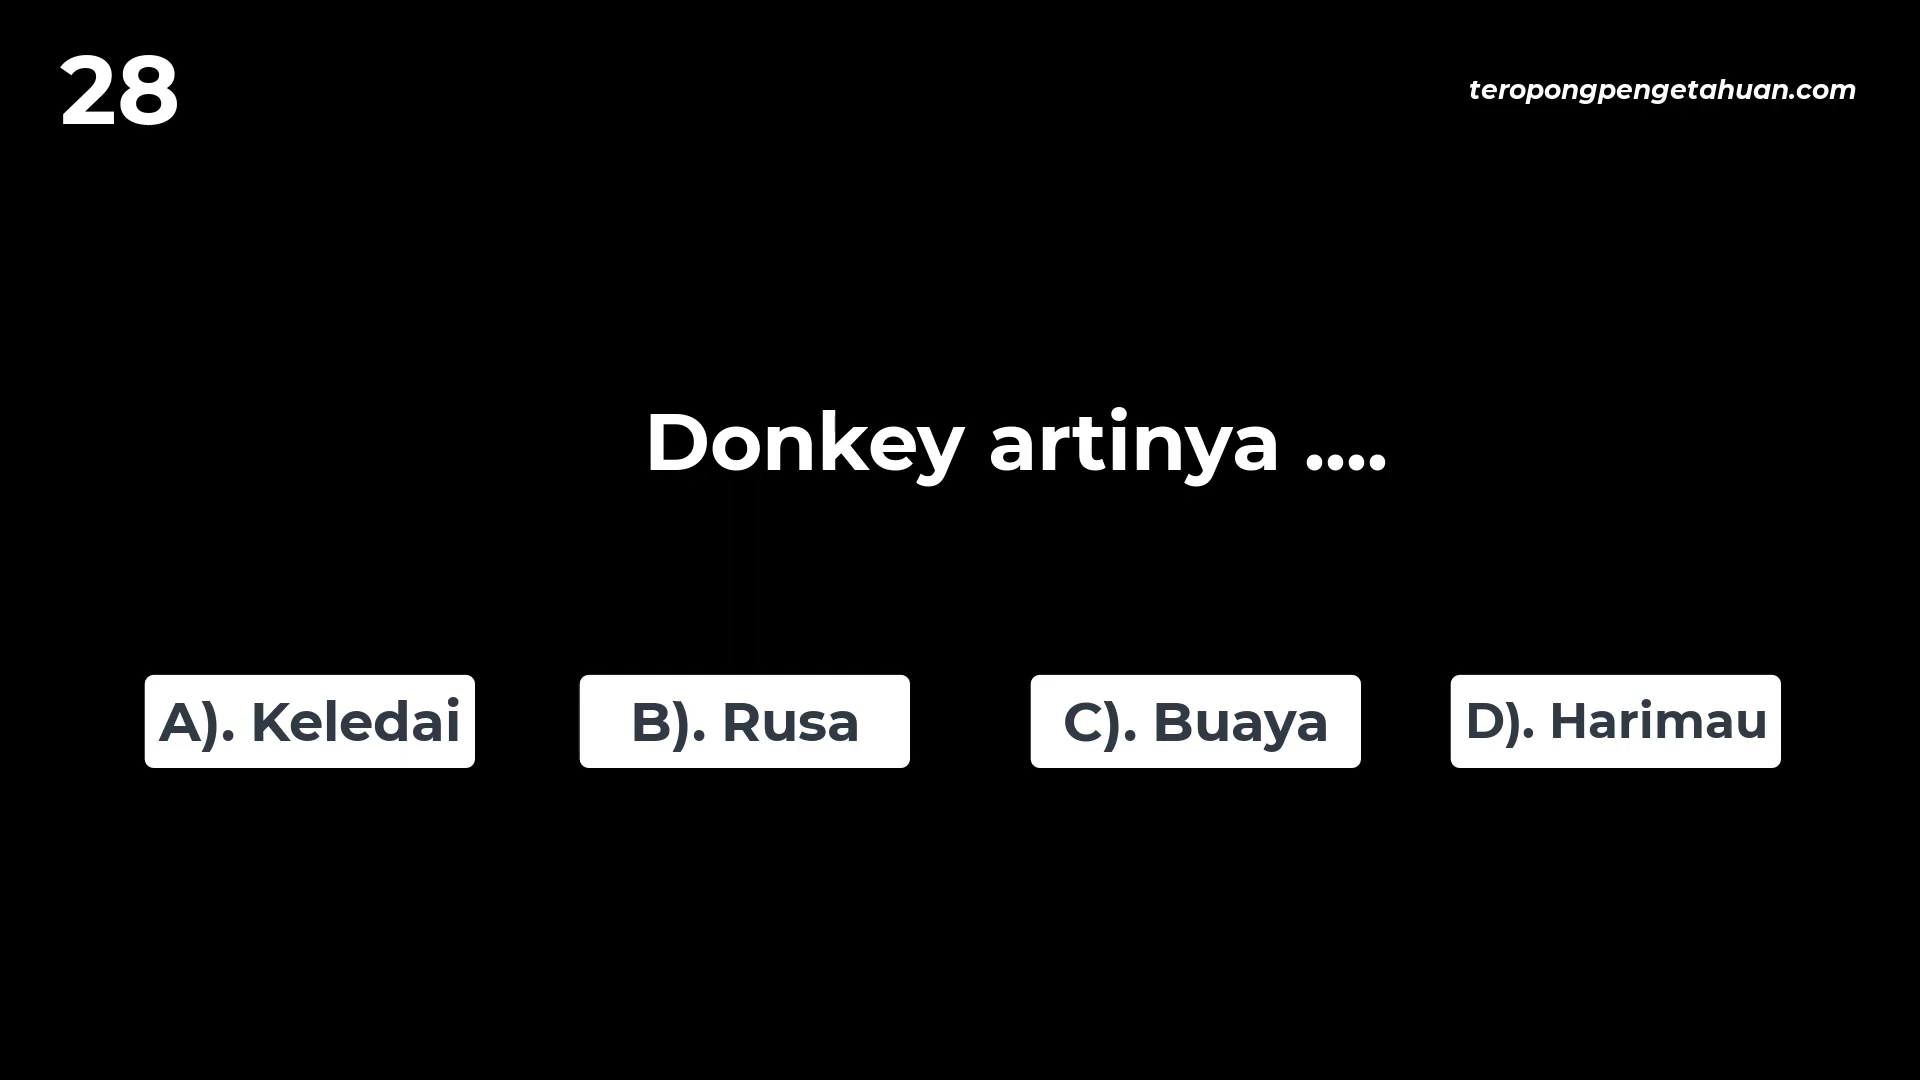 28
teropongpengetahuan.com
Donkey artinya ....
A). Keledai
B). Rusa
C). Buaya
D). Harimau